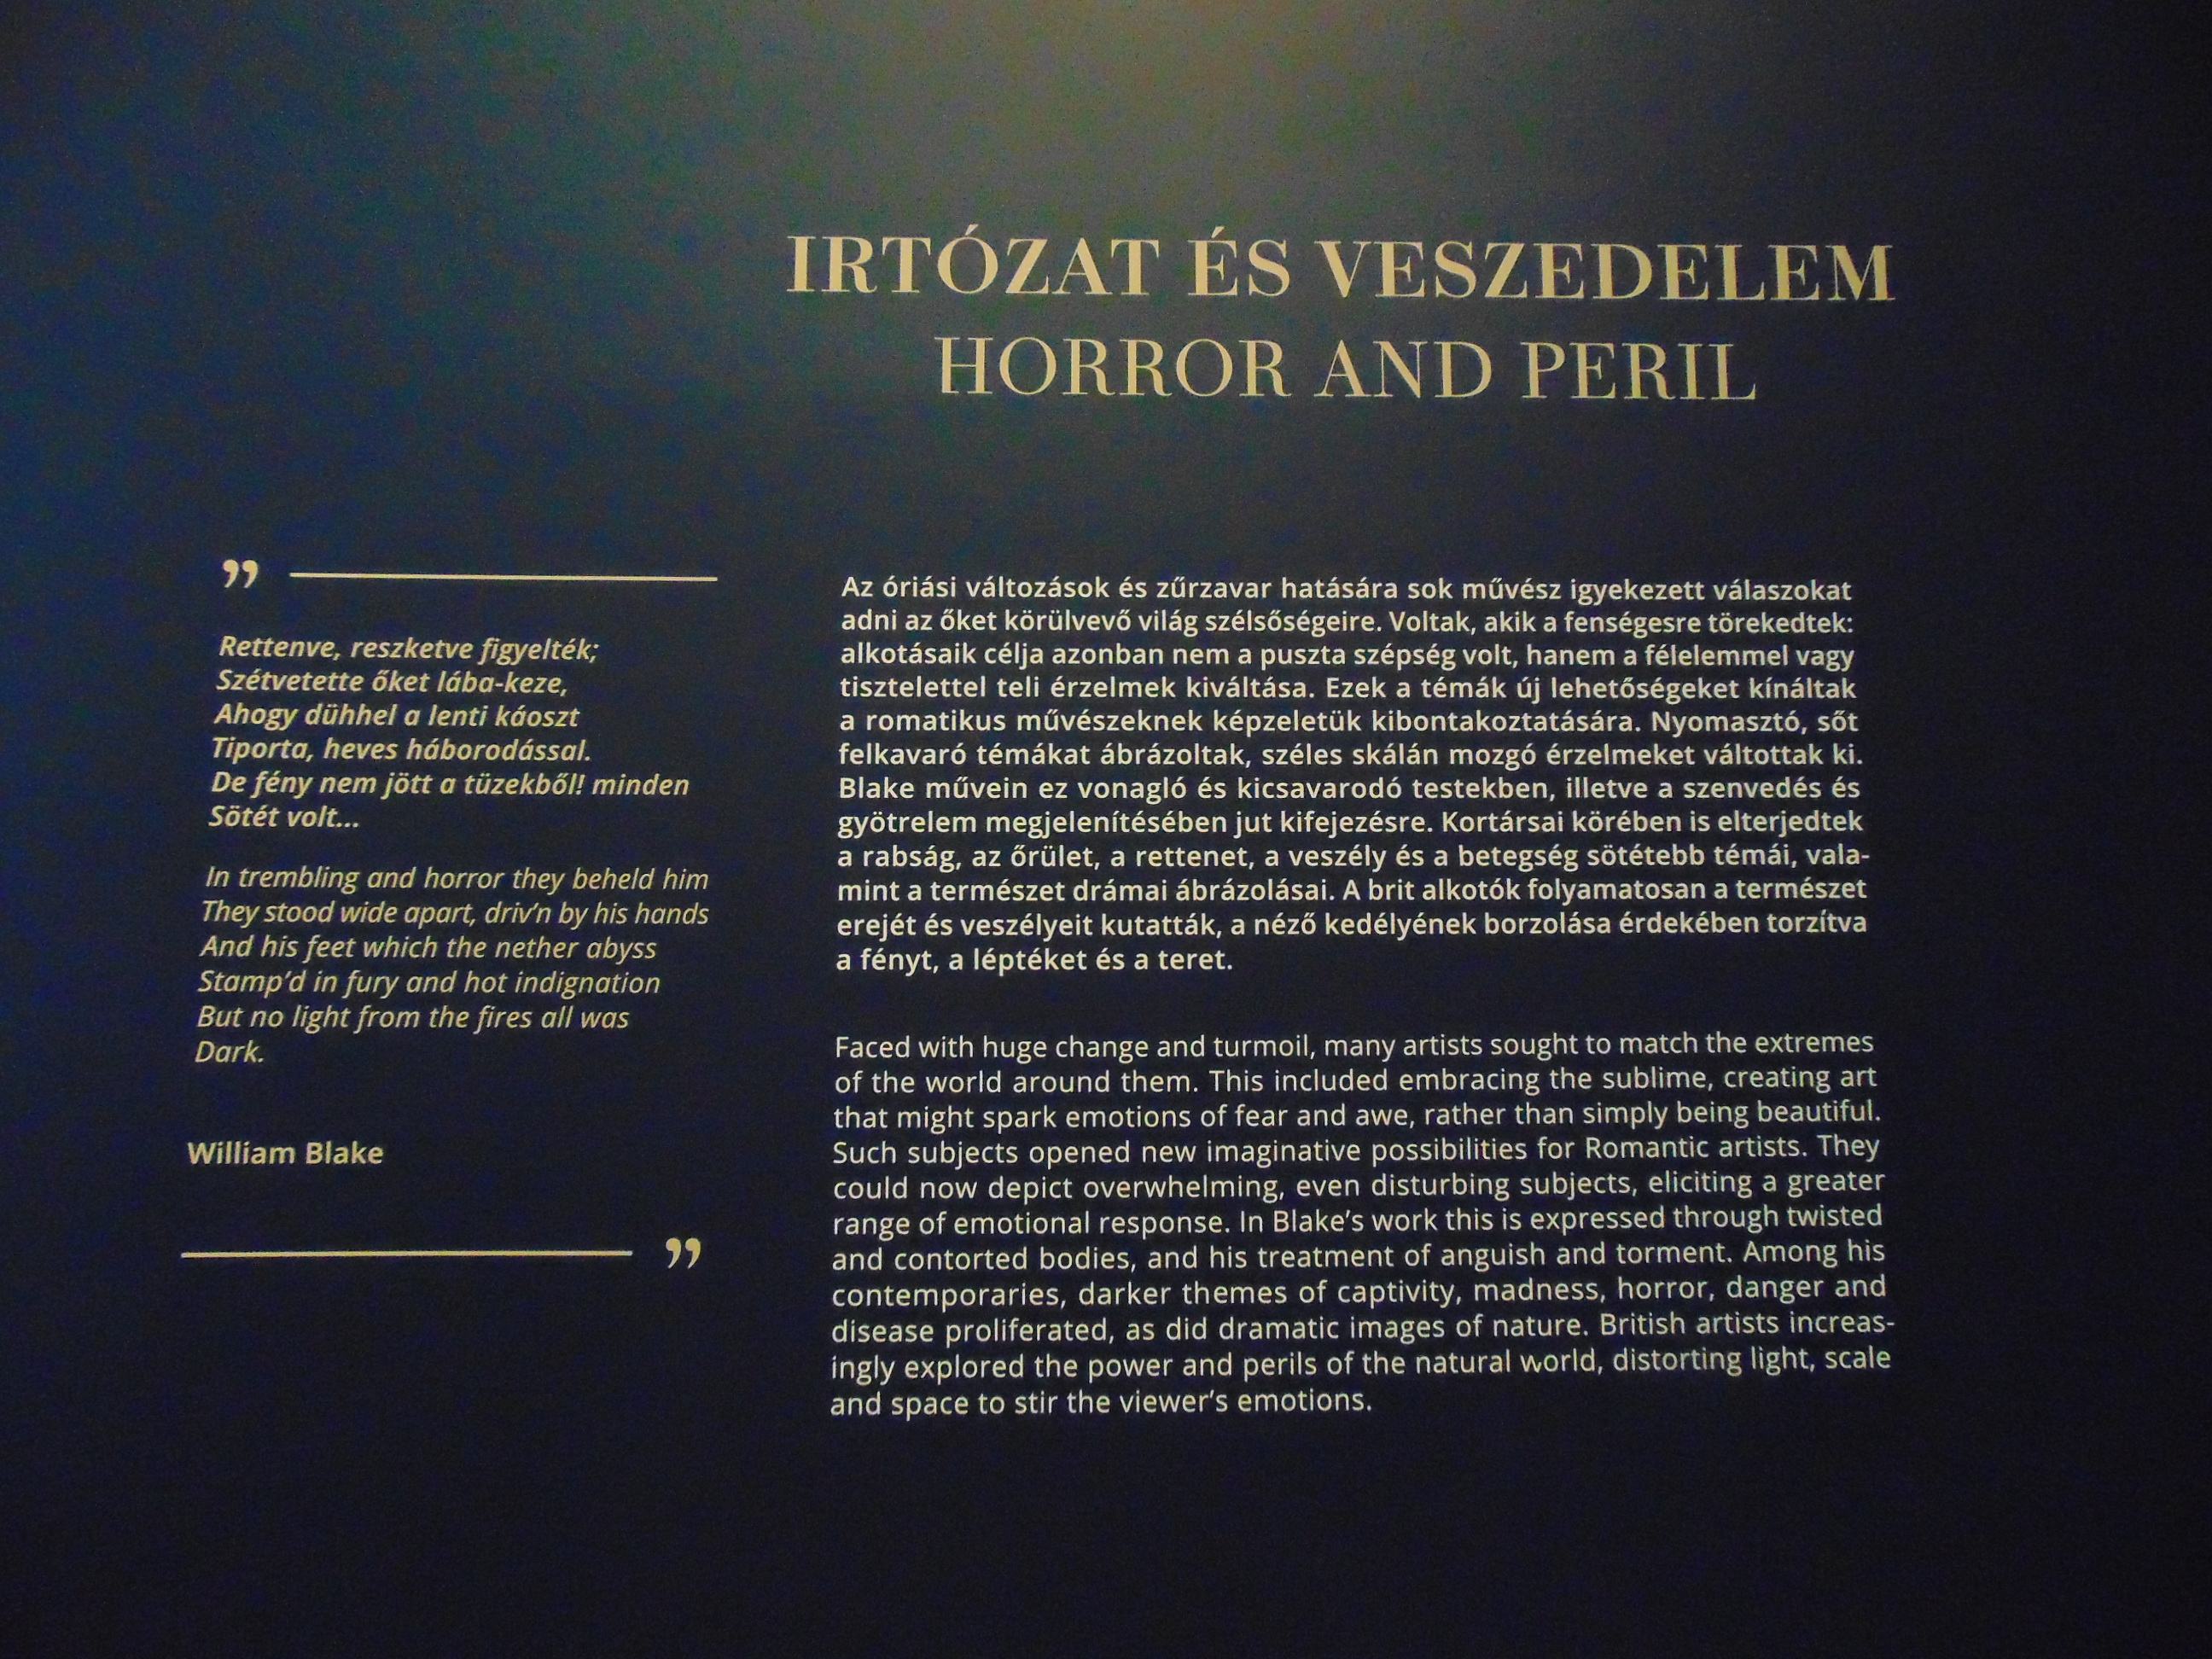 IRTÓZAT ÉS VESZEDELEM
HORROR AND PERIL
”
Rettenve, reszketve figyelték;
Szétvetette őket lába-keze,
Ahogy dühhel a lenti káoszt
Tiporta, heves háborodással.
De fény nem jött a tüzekből! minden
Sötét volt...
In trembling and horror they beheld him
They stood wide apart, driv’n by his hands
And his feet which the nether abyss
Stamp’d in fury and hot indignation
But no light from the fires all was
Dark.
William Blake
”
Az óriási változások és zűrzavar hatására sok művész igyekezett válaszokat
adni az őket körülvevő világ szélsőségeire. Voltak, akik a fenségesre törekedtek:
alkotásaik célja azonban nem a puszta szépség volt, hanem a félelemmel vagy
tisztelettel teli érzelmek kiváltása. Ezek a témák új lehetőségeket kínáltak
a romatikus művészeknek képzeletük kibontakoztatására. Nyomasztó, sőt
felkavaró témákat ábrázoltak, széles skálán mozgó érzelmeket váltottak ki.
Blake művein ez vonagló és kicsavarodó testekben, illetve a szenvedés és
gyötrelem megjelenítésében jut kifejezésre. Kortársai körében is elterjedtek
a rabság, az őrület, a rettenet, a veszély és a betegség sötétebb témái, vala-
mint a természet drámai ábrázolásai. A brit alkotók folyamatosan a természet
erejét és veszélyeit kutatták, a néző kedélyének borzolása érdekében torzítva
a fényt, a léptéket és a teret.
Faced with huge change and turmoil, many artists sought to match the extremes
of the world around them. This included embracing the sublime, creating art
that might spark emotions of fear and awe, rather than simply being beautiful.
Such subjects opened new imaginative possibilities for Romantic artists. They
could now depict overwhelming, even disturbing subjects, eliciting a greater
range of emotional response. In Blake’s work this is expressed through twisted
and contorted bodies, and his treatment of anguish and torment. Among his
contemporaries, darker themes of captivity, madness, horror, danger and
disease proliferated, as did dramatic images of nature. British artists increas-
ingly explored the power and perils of the natural world, distorting light, scale
and space to stir the viewer’s emotions.